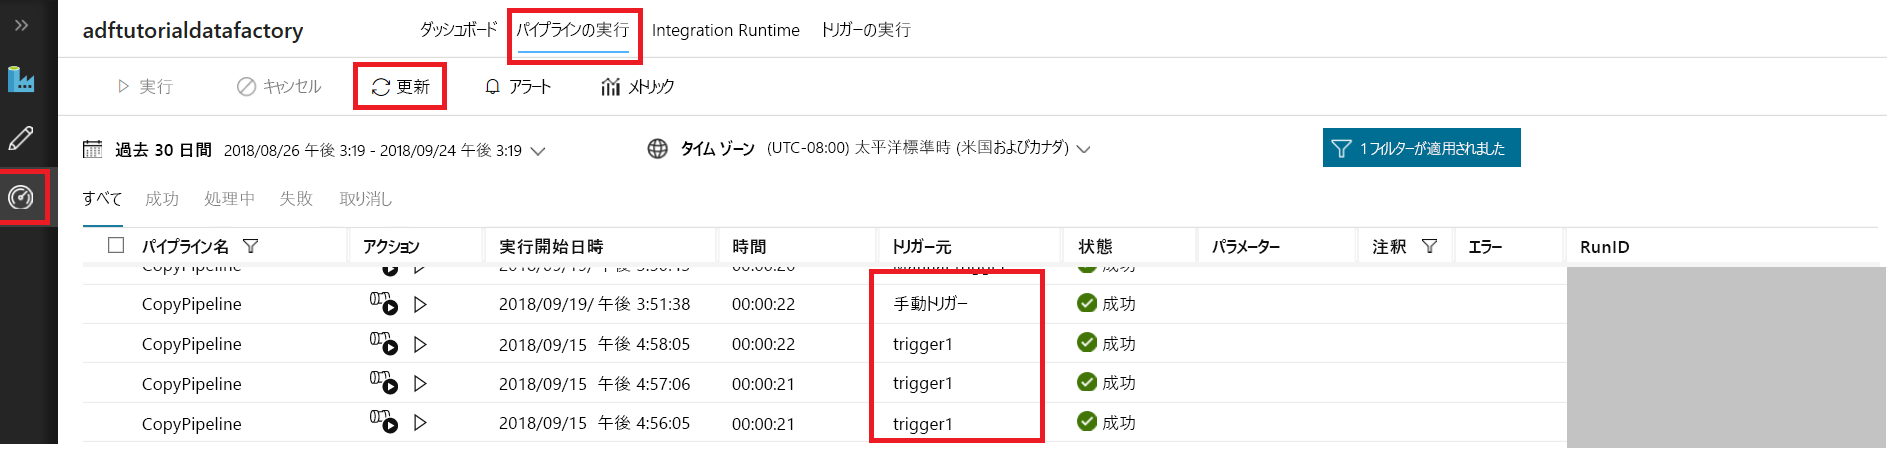 adftutorialdatafactory ダッシュボード パイプラインの実行 Integration Runtime トリガーの実行
実行 キャンセル 更新 アラート メトリック
過去 30 日間 2018/08/26 午後 3:19 - 2018/09/24 午後 3:19 タイム ゾーン (UTC-08:00) 太平洋標準時 (米国およびカナダ) 1 フィルターが適用されました
すべて 成功 処理中 失敗 取り消し
パイプライン名 アクション 実行開始日時 時間 トリガー元 状態 パラメーター 注釈 エラー RunID
CopyPipeline 2018/09/19/ 午後 3:51:38 00:00:22 手動トリガー 成功
CopyPipeline 2018/09/15 午後 4:58:05 00:00:22 trigger1 成功
CopyPipeline 2018/09/15 午後 4:57:06 00:00:21 trigger1 成功
CopyPipeline 2018/09/15 午後 4:56:05 00:00:21 trigger1 成功